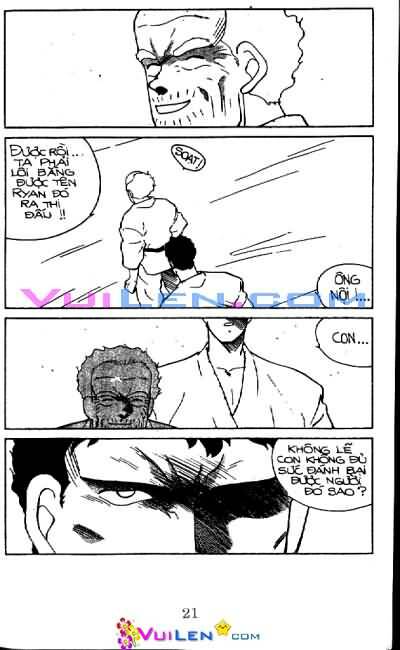 ĐƯỢC RỒI...
TA PHẢI
LÔI BẰNG
ĐƯỢC TÊN
RYAN ĐÓ
RA THI
ĐẤU !!
SOẠT
ÔNG
NỘI !...
VUILEN.COM
CON...
KHÔNG LẼ
CON KHÔNG ĐỦ
SỨC ĐÁNH BẠI
ĐƯỢC NGƯỜI
ĐÓ SAO ?
21
VUILEN.COM